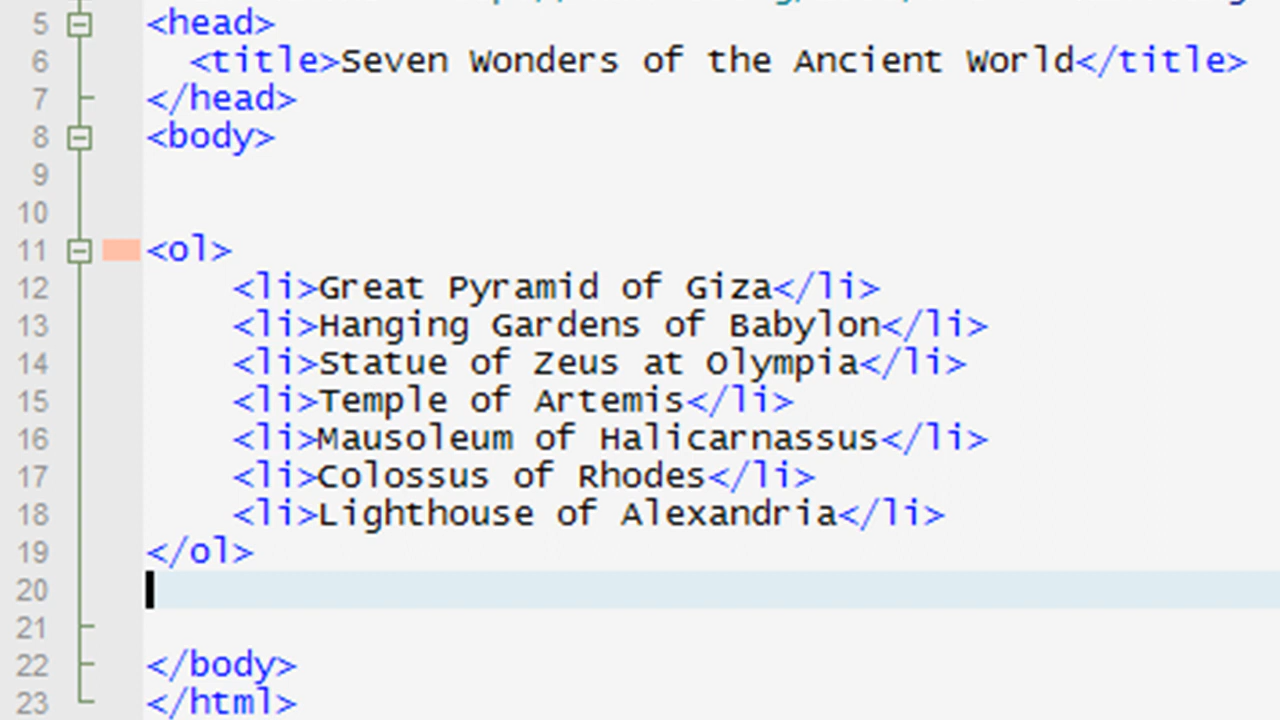 5 <head>
6 <title>Seven Wonders of the Ancient World</title>
7 </head>
8 <body>
9
10
11 <ol>
12 <li>Great Pyramid of Giza</li>
13 <li>Hanging Gardens of Babylon</li>
14 <li>Statue of Zeus at Olympia</li>
15 <li>Temple of Artemis</li>
16 <li>Mausoleum of Halicarnassus</li>
17 <li>Colossus of Rhodes</li>
18 <li>Lighthouse of Alexandria</li>
19 </ol>
20
21
22 </body>
23 </html>